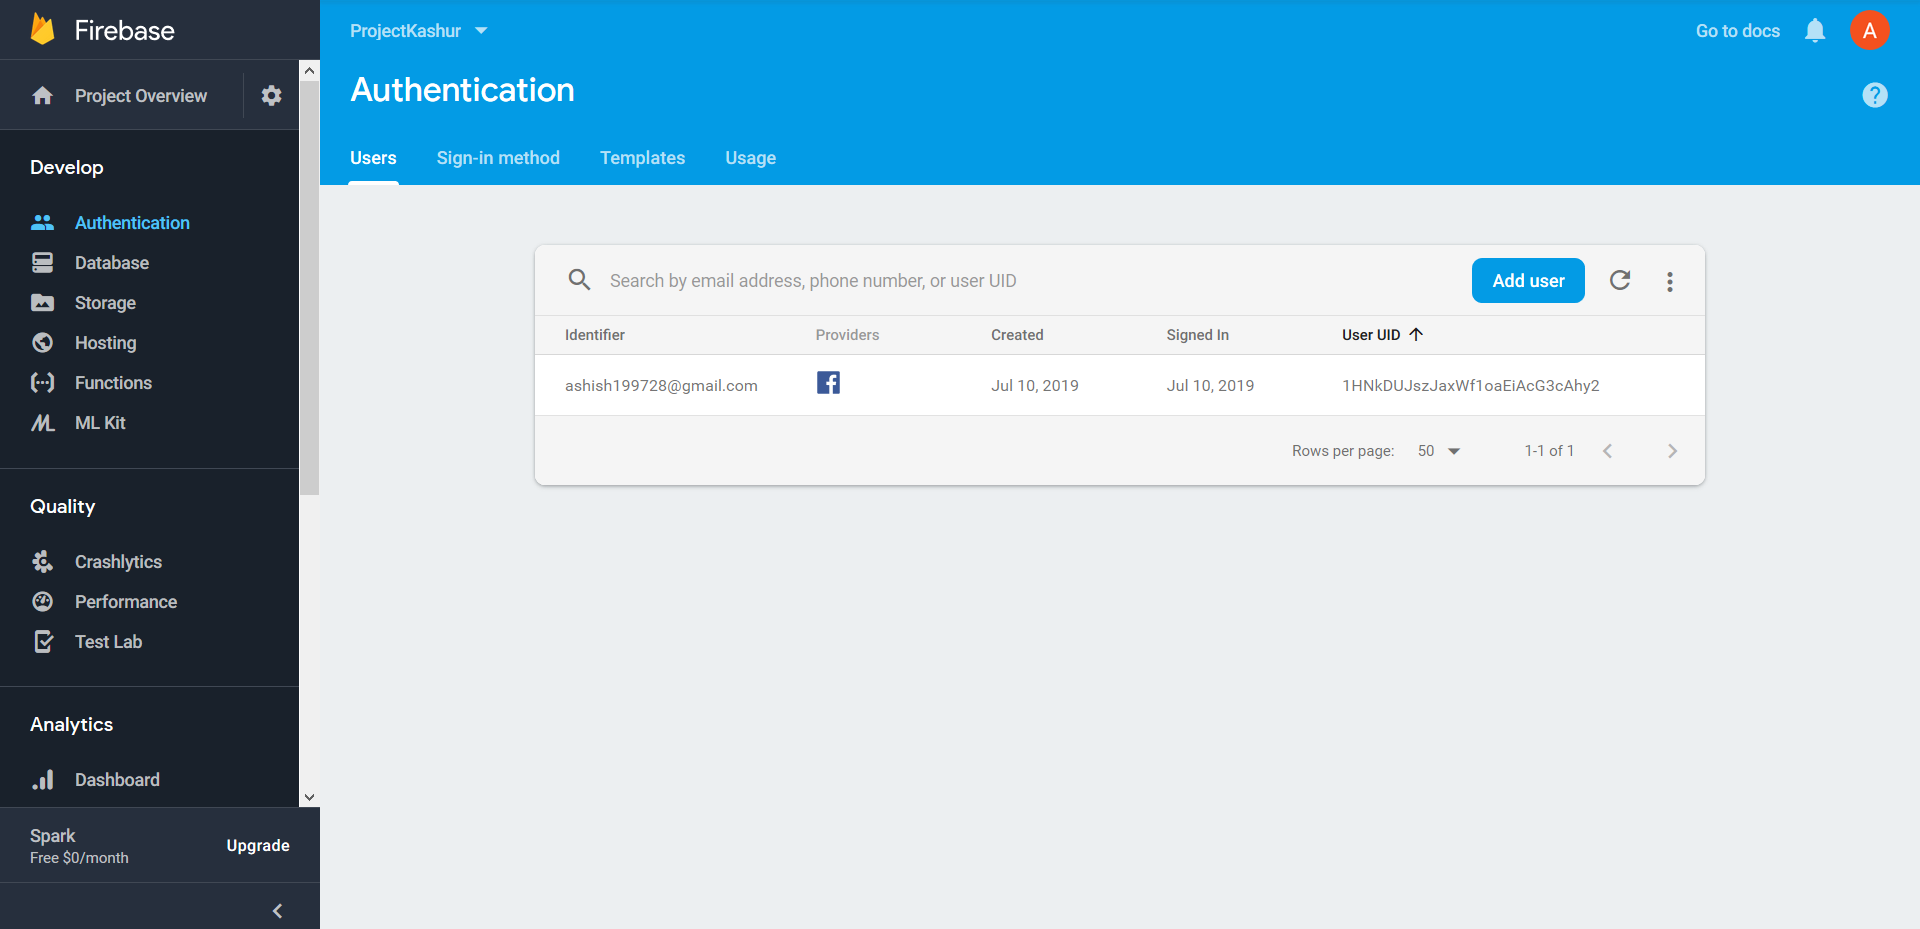 Firebase
Project Overview
Develop
Authentication
Database
Storage
Hosting
Functions
ML Kit
Quality
Crashlytics
Performance
Test Lab
Analytics
Dashboard
Spark
Free $0/month
Upgrade
ProjectKashur
Go to docs
A
Authentication
?
Users Sign-in method Templates Usage
Search by email address, phone number, or user UID
Add user
Identifier Providers Created Signed In User UID
ashish199728@gmail.com f Jul 10, 2019 Jul 10, 2019 1HNkDUJszJaxWf1oaEiAcG3cAhy2
Rows per page: 50 1-1 of 1